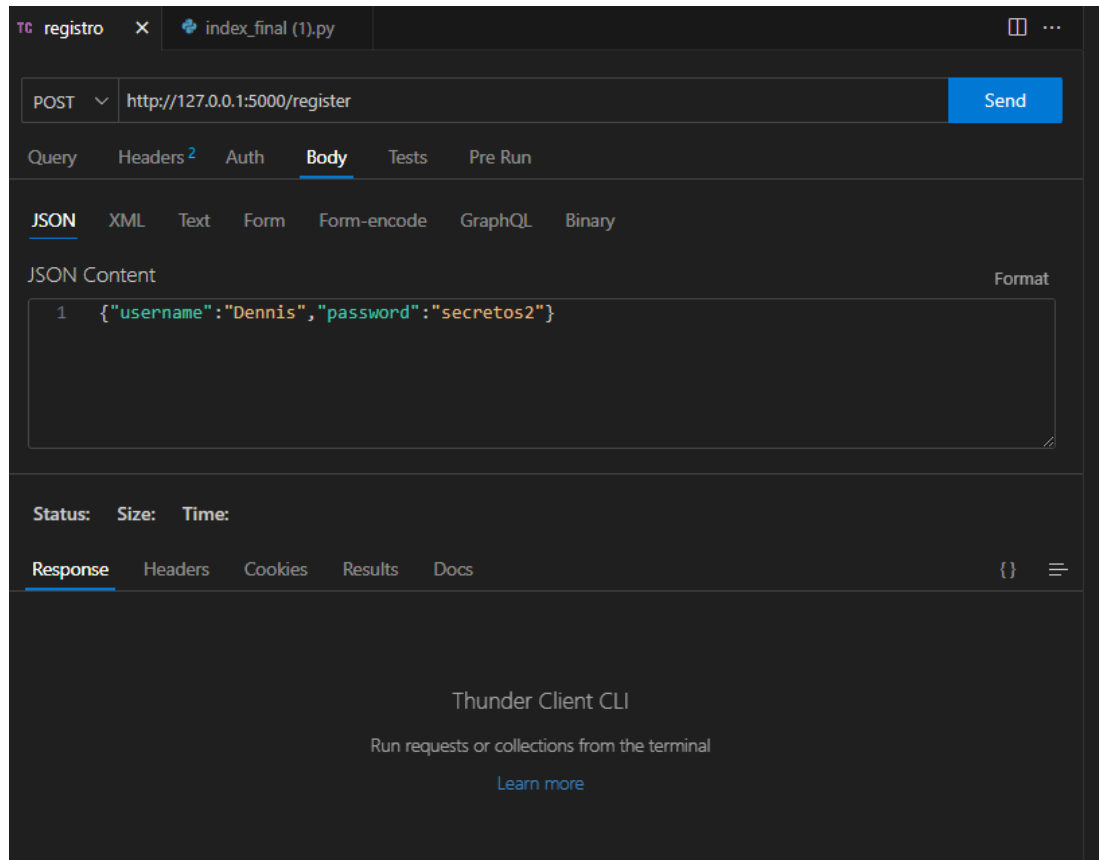 TC registro × index_final (1).py ...
POST http://127.0.0.1:5000/register Send
Query Headers 2 Auth Body Tests Pre Run
JSON XML Text Form Form-encode GraphQL Binary
JSON Content Format
1 {"username":"Dennis","password":"secretos2"}
Status: Size: Time:
Response Headers Cookies Results Docs {}
Thunder Client CLI
Run requests or collections from the terminal
Learn more